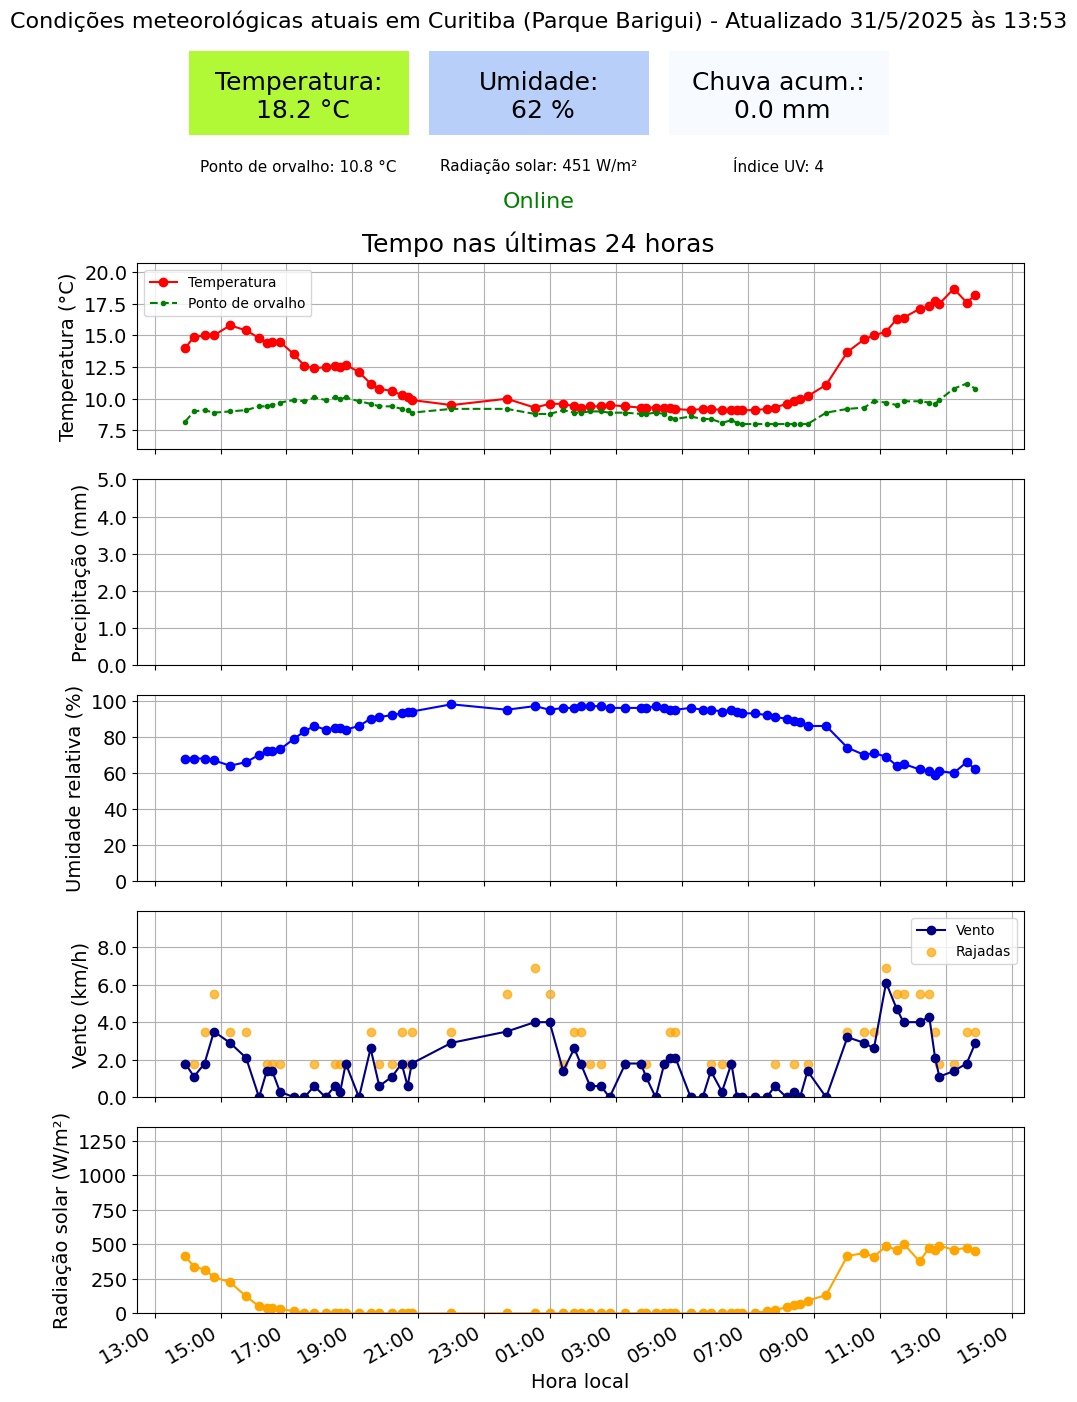 Condições meteorológicas atuais em Curitiba (Parque Barigui) - Atualizado 31/5/2025 às 13:53
Temperatura:
18.2 °C
Umidade:
62 %
Chuva acum.:
0.0 mm
Ponto de orvalho: 10.8 °C
Radiação solar: 451 W/m²
Índice UV: 4
Online
Tempo nas últimas 24 horas
Temperatura (°C)
20.0
17.5
15.0
12.5
10.0
7.5
Temperatura
Ponto de orvalho
Precipitação (mm)
5.0
4.0
3.0
2.0
1.0
0.0
Umidade relativa (%)
100
80
60
40
20
0
Vento (km/h)
8.0
6.0
4.0
2.0
0.0
Vento
Rajadas
Radiação solar (W/m²)
1250
1000
750
500
250
0
13:00
15:00
17:00
19:00
21:00
23:00
01:00
03:00
05:00
07:00
09:00
11:00
13:00
15:00
Hora local